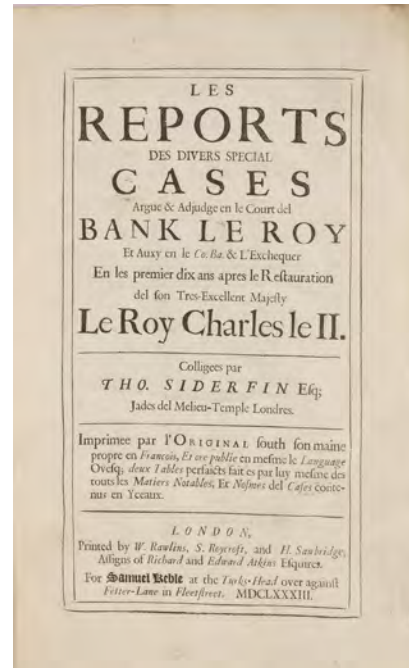 LES
REPORTS
DES DIVERS SPECIAL
CASES
Argue & Adjudge en le Court del
BANK LE ROY
Et Auxy en le Co. Ba. & L'Exchequer
En les premier dix ans apres le Reſtauration
del ſon Tres-Excellent Majeſty
Le Roy Charles le II.
Colligees par
THO. SIDERFIN Eſq;
Jades del Melieu-Temple Londres.
Imprimee par l'ORIGINAL ſouth ſon maine
propre en Francois, Et ore publie en meſme le Language
Oveſq; deux Tables perfaicts fait es par luy meſme des
touts les Matiers Notables, Et Noſmes del Caſes conte-
nus en Yceaux.
LONDON,
Printed by W. Rawlins, S. Roycroft, and H. Sawbridge,
Aſſigns of Richard and Edward Atkins Eſquires.
For Samuel Keble at the Turks-Head over againſt
Fetter-Lane in Fleetſtreet. MDCLXXXIII.